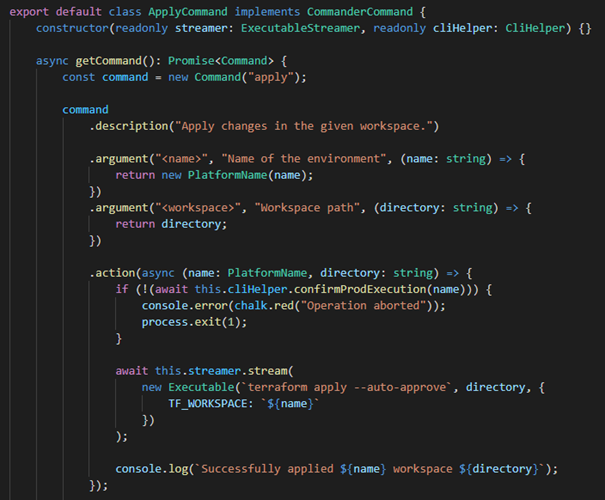 export default class ApplyCommand implements CommanderCommand {
    constructor(readonly streamer: ExecutableStreamer, readonly cliHelper: CliHelper) {}

    async getCommand(): Promise<Command> {
        const command = new Command("apply");

        command
            .description("Apply changes in the given workspace.")

            .argument("<name>", "Name of the environment", (name: string) => {
                return new PlatformName(name);
            })
            .argument("<workspace>", "Workspace path", (directory: string) => {
                return directory;
            })

            .action(async (name: PlatformName, directory: string) => {
                if (!(await this.cliHelper.confirmProdExecution(name))) {
                    console.error(chalk.red("Operation aborted"));
                    process.exit(1);
                }

                await this.streamer.stream(
                    new Executable(`terraform apply --auto-approve`, directory, {
                        TF_WORKSPACE: `${name}`
                    })
                );

                console.log(`Successfully applied ${name} workspace ${directory}`);
            });